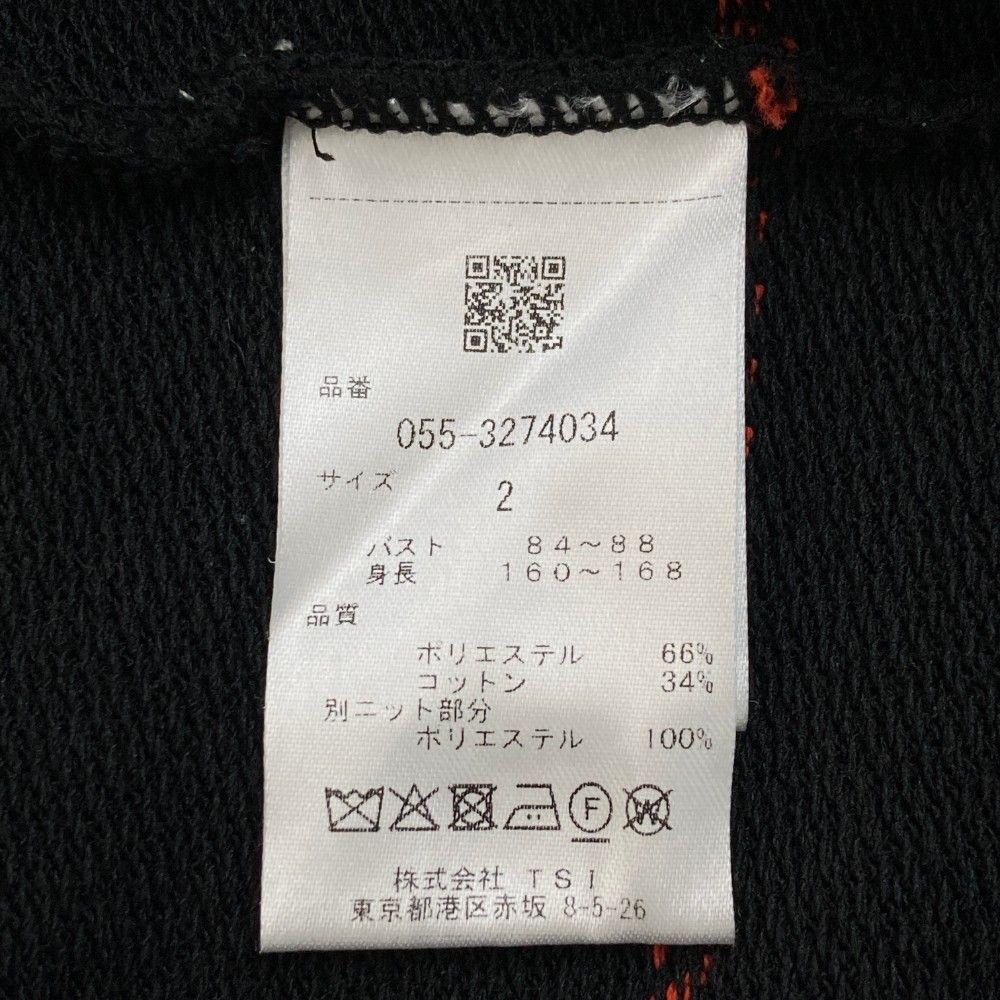 品番
055-3274034
サイズ 2
バスト 84〜88
身長 160〜168
品質
ポリエステル 66%
コットン 34%
別ニット部分
ポリエステル 100%
F W
株式会社 TSI
東京都港区赤坂 8-5-26